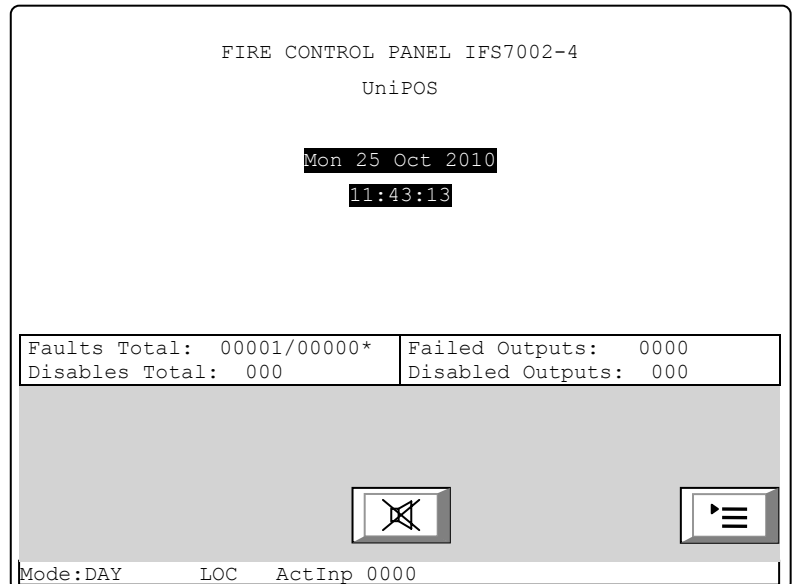 FIRE CONTROL PANEL IFS7002-4
UniPOS
Mon 25 Oct 2010
11:43:13
Faults Total: 00001/00000* Failed Outputs: 0000
Disables Total: 000 Disabled Outputs: 000
Mode:DAY LOC ActInp 0000